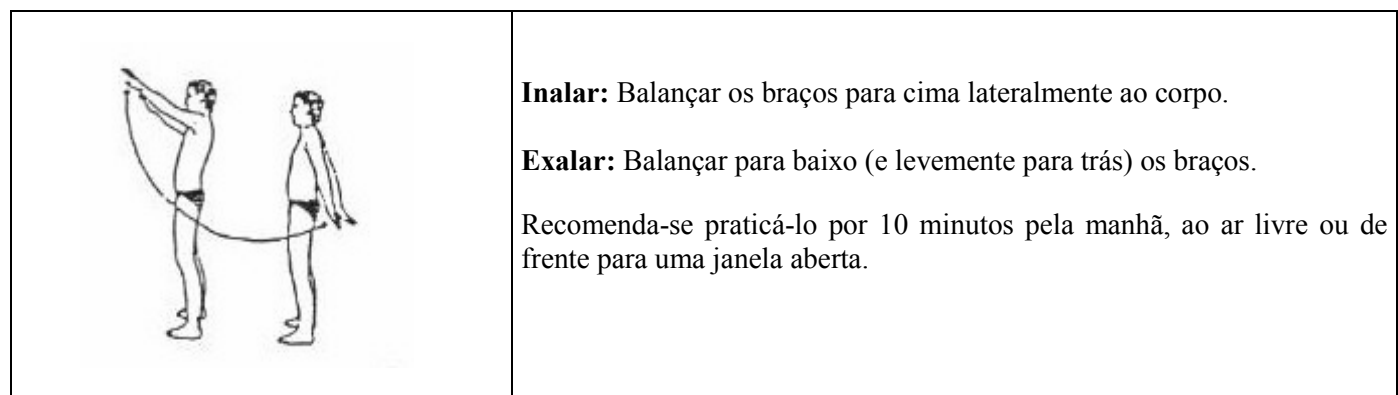 Inalar: Balançar os braços para cima lateralmente ao corpo.
Exalar: Balançar para baixo (e levemente para trás) os braços.
Recomenda-se praticá-lo por 10 minutos pela manhã, ao ar livre ou de
frente para uma janela aberta.